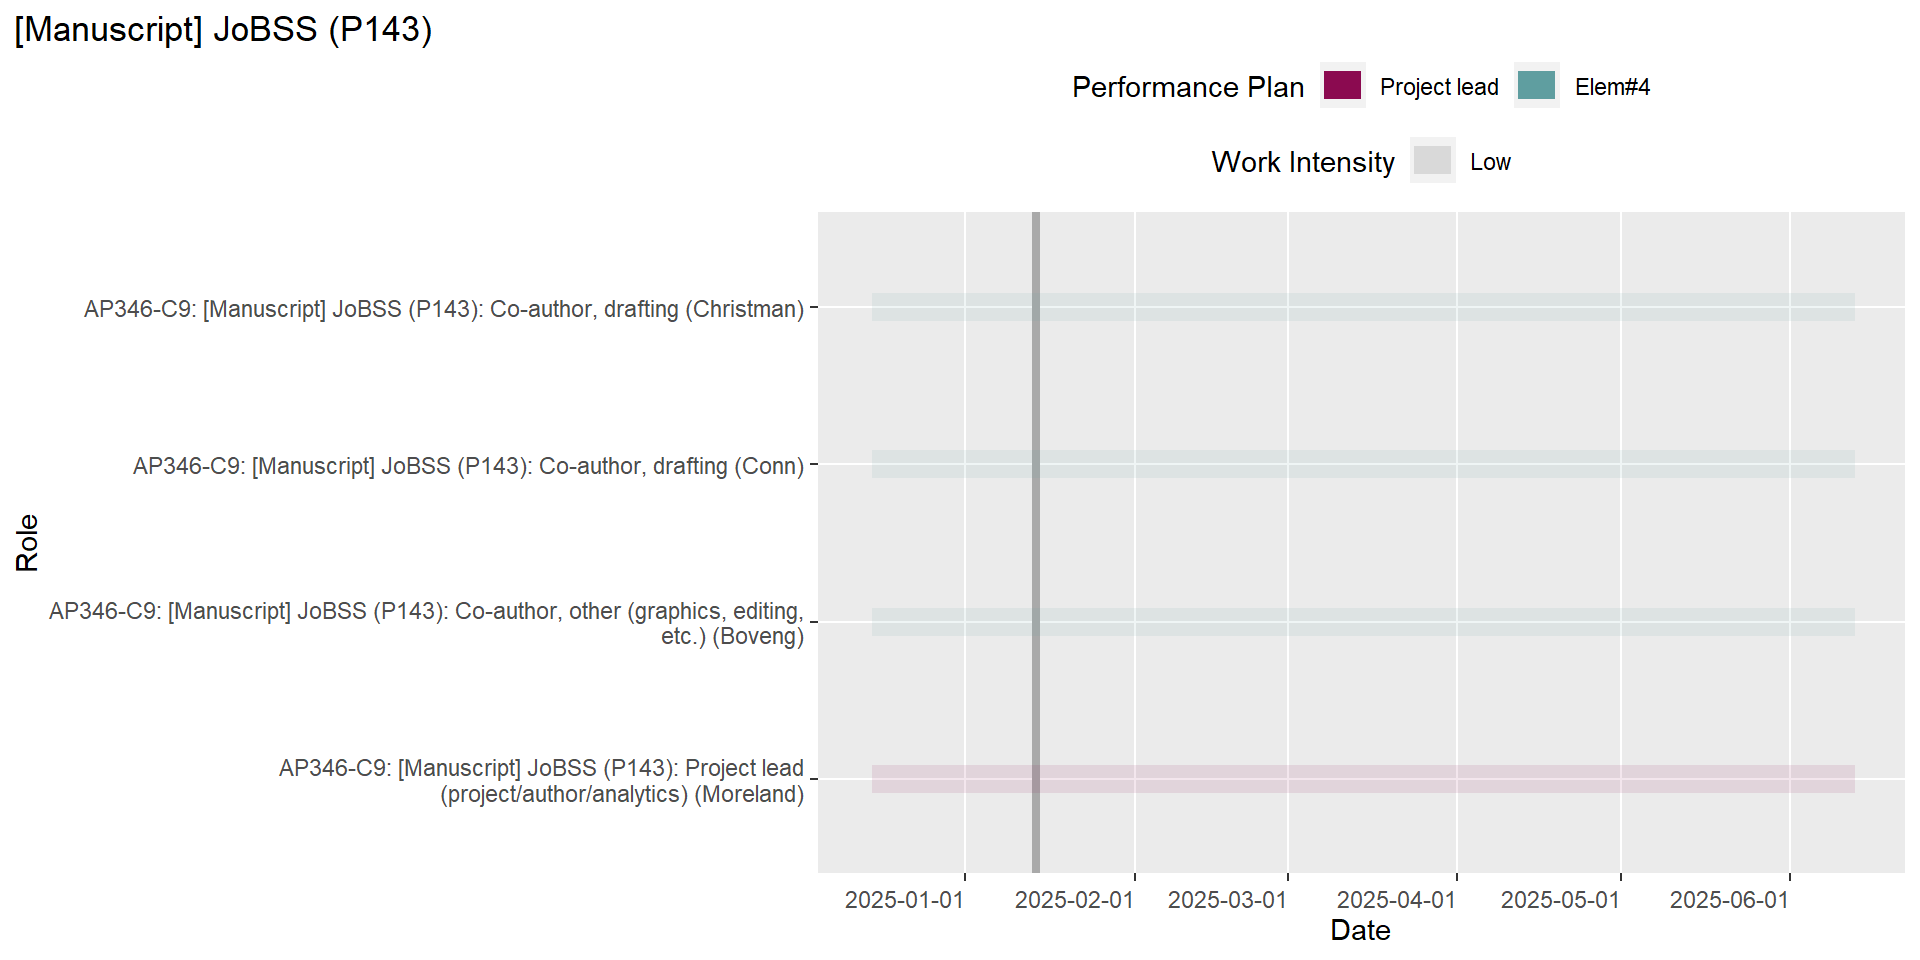 [Manuscript] JoBSS (P143)
Performance Plan Project lead Elem#4
Work Intensity Low
Role
AP346-C9: [Manuscript] JoBSS (P143): Co-author, drafting (Christman)
AP346-C9: [Manuscript] JoBSS (P143): Co-author, drafting (Conn)
AP346-C9: [Manuscript] JoBSS (P143): Co-author, other (graphics, editing,
etc.) (Boveng)
AP346-C9: [Manuscript] JoBSS (P143): Project lead
(project/author/analytics) (Moreland)
2025-01-01 2025-02-01 2025-03-01 2025-04-01 2025-05-01 2025-06-01
Date